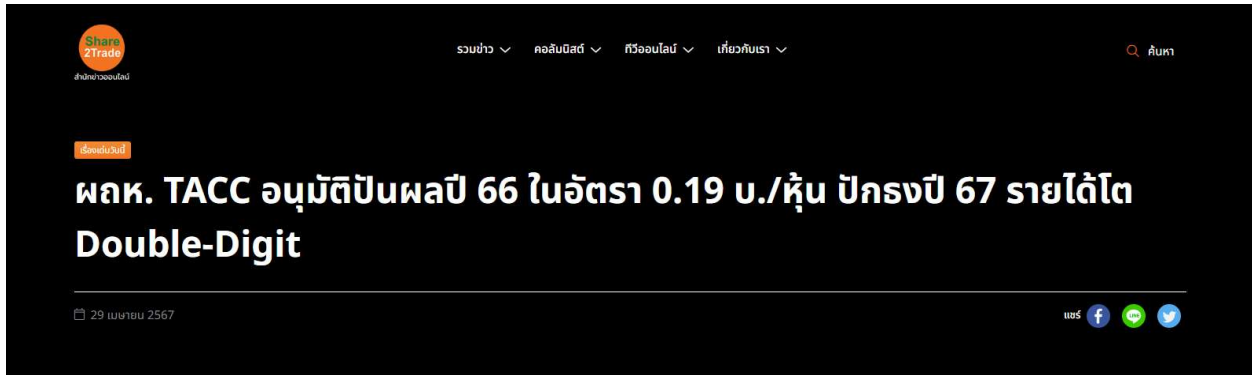 Share
2Trade
สำนักข่าวออนไลน์
รวมข่าว
คอลัมนิสต์
ทีวีออนไลน์
เกี่ยวกับเรา
ค้นหา
เรื่องเด่นวันนี้
ผถห. TACC อนุมัติปันผลปี 66 ในอัตรา 0.19 บ./หุ้น ปักธงปี 67 รายได้โต
Double-Digit
29 เมษายน 2567
แชร์
LINE